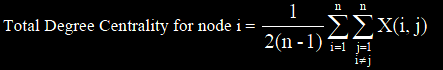 Total Degree Centrality for node i = 1/(2(n - 1)) ∑_{i=1}^{n} ∑_{j=1, i≠j}^{n} X(i, j)